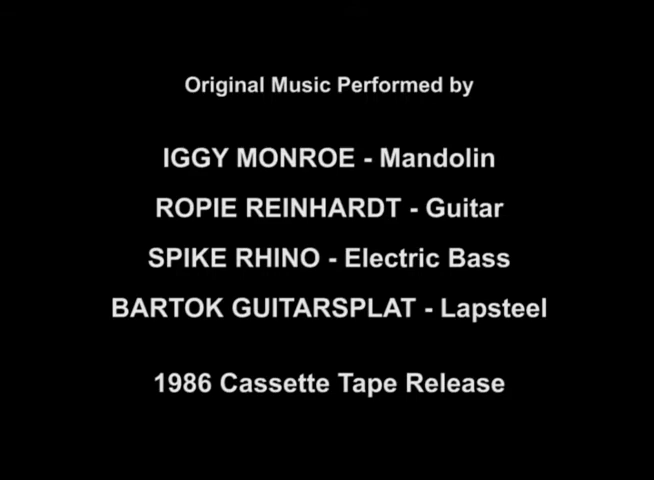 Original Music Performed by
IGGY MONROE - Mandolin
ROPIE REINHARDT - Guitar
SPIKE RHINO - Electric Bass
BARTOK GUITARSPLAT - Lapsteel
1986 Cassette Tape Release